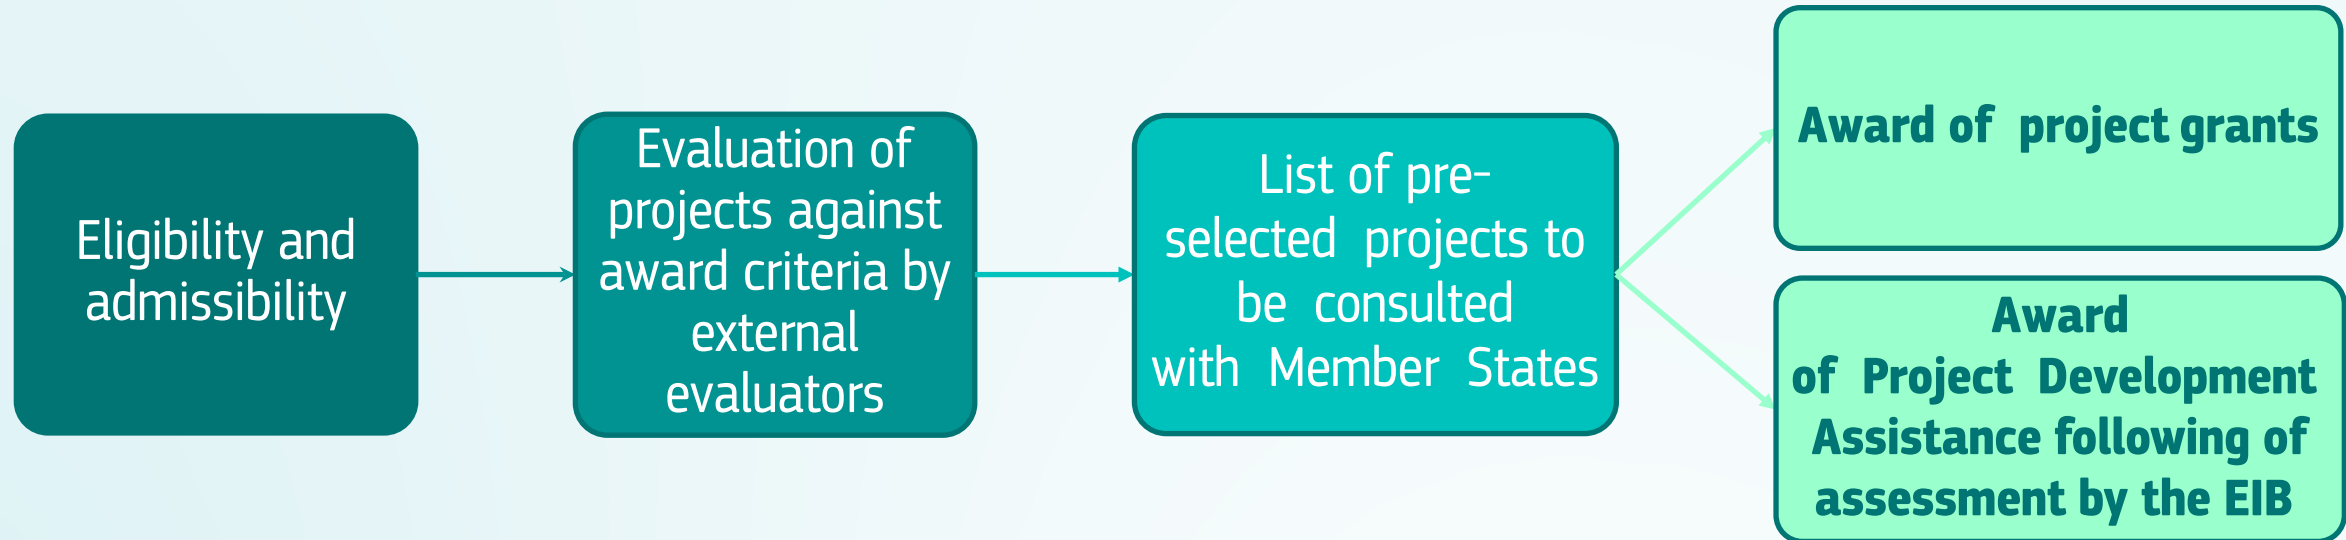 Eligibility and
admissibility
Evaluation of
projects against
award criteria by
external
evaluators
List of pre-
selected projects to
be consulted
with Member States
Award of project grants
Award
of Project Development
Assistance following of
assessment by the EIB